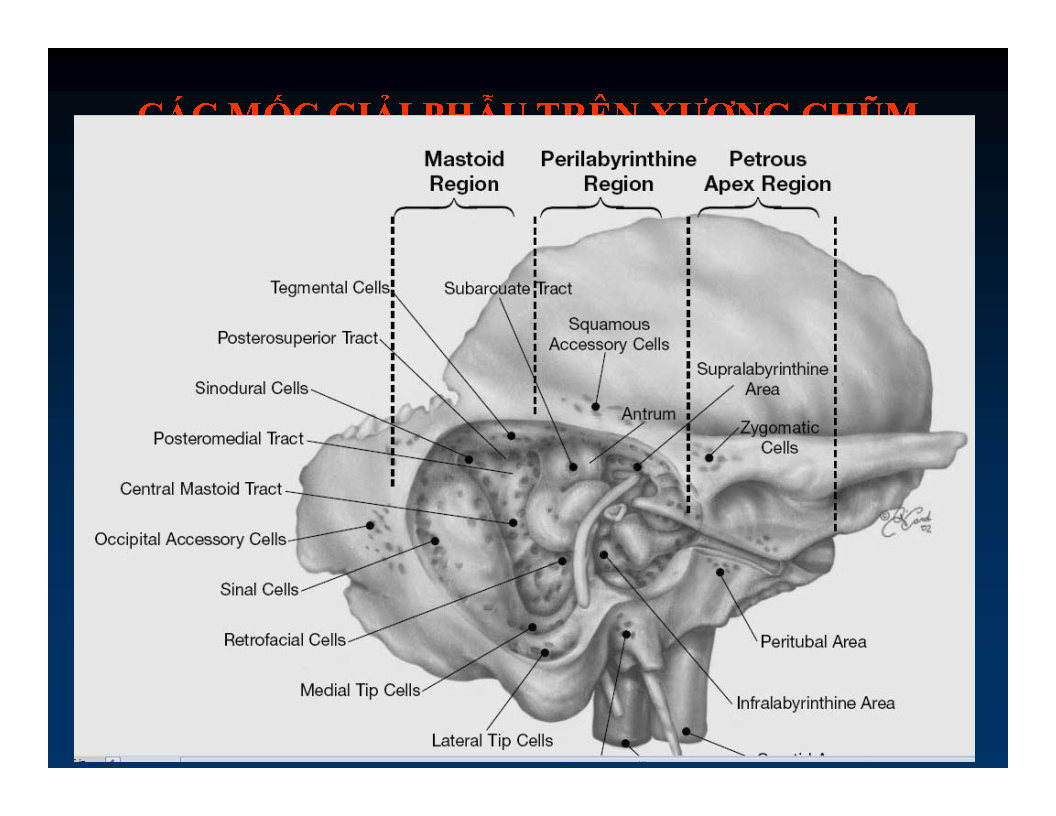 CÁC MỐC GIẢI PHẪU TRÊN XƯƠNG CHŨM
Mastoid
Region
Perilabyrinthine
Region
Petrous
Apex Region
Tegmental Cells
Subarcuate Tract
Squamous
Accessory Cells
Posterosuperior Tract
Supralabyrinthine
Area
Sinodural Cells
Antrum
Zygomatic
Cells
Posteromedial Tract
Central Mastoid Tract
Occipital Accessory Cells
Sinal Cells
Retrofacial Cells
Peritubal Area
Medial Tip Cells
Infralabyrinthine Area
Lateral Tip Cells